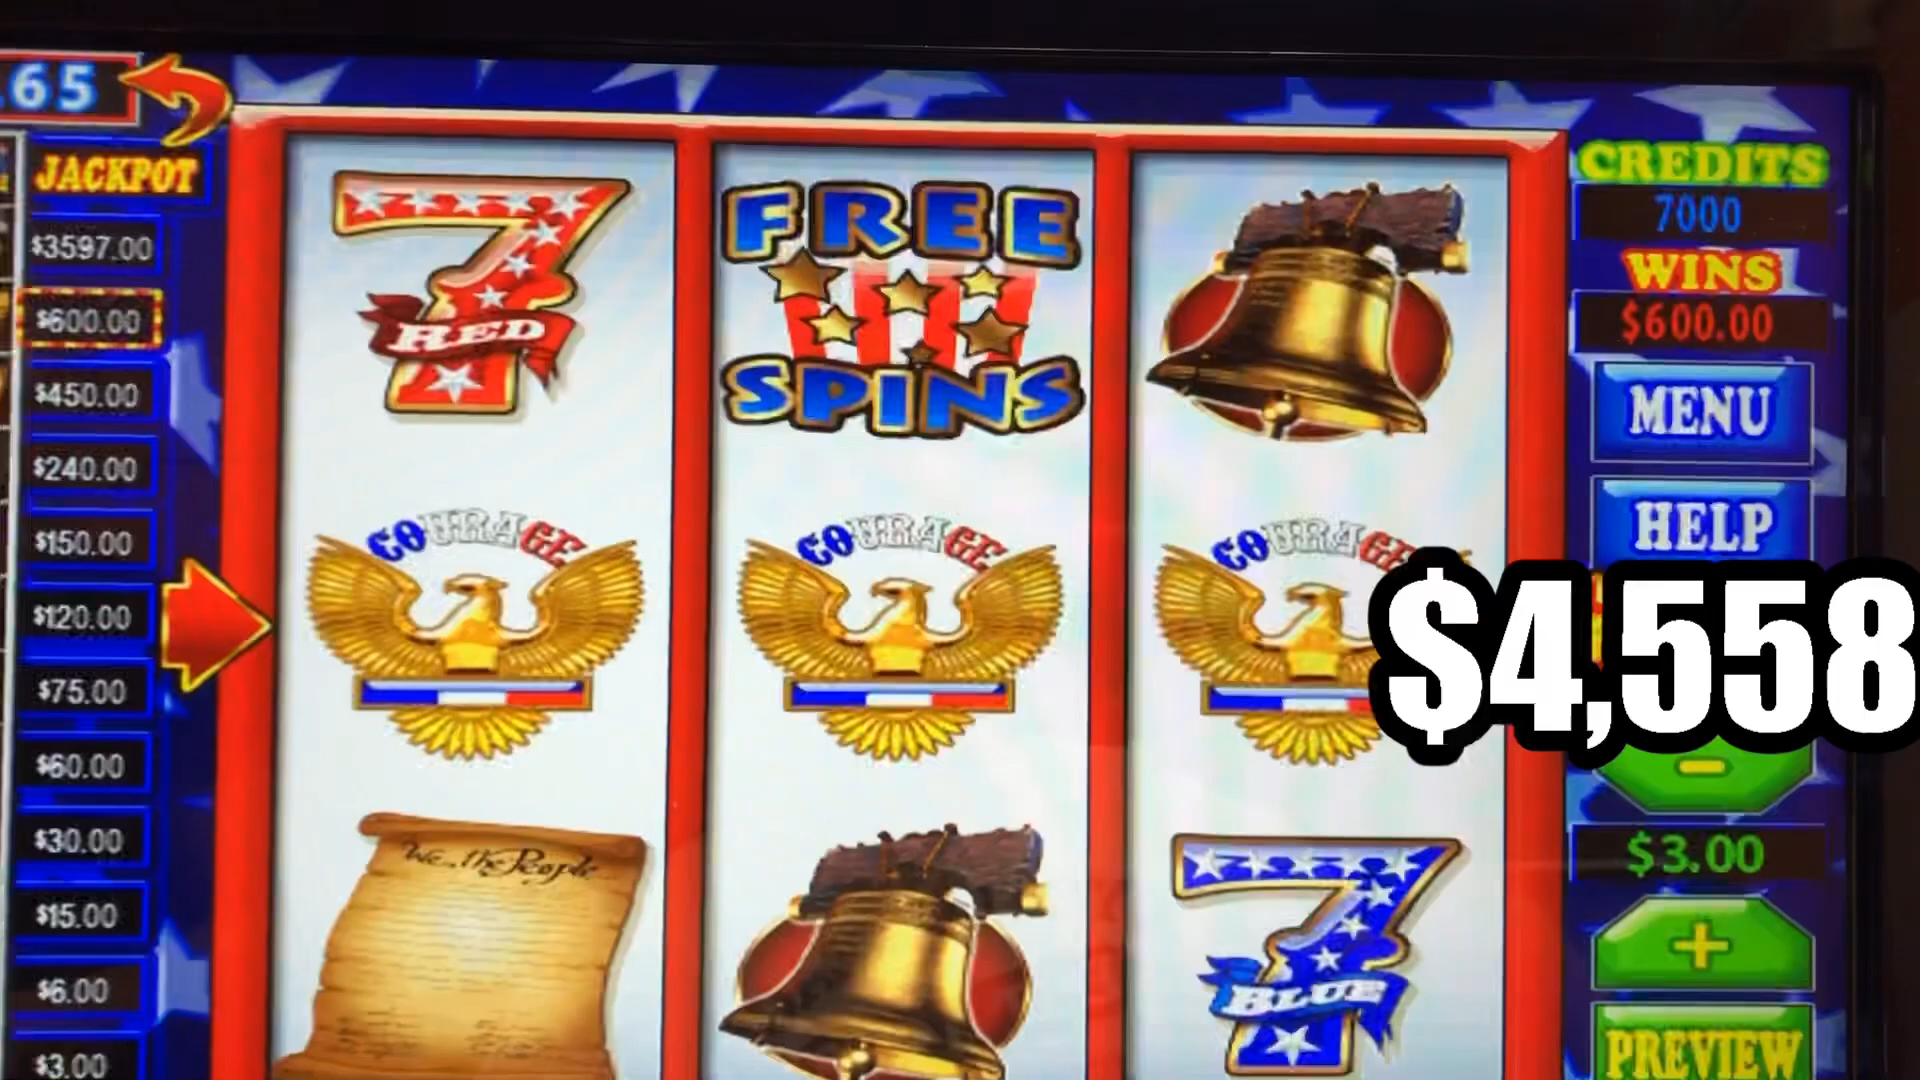 .65
JACKPOT
$3597.00
$600.00
$450.00
$240.00
$150.00
$120.00
$75.00
$60.00
$30.00
$15.00
$6.00
$3.00
RED
FREE
SPINS
COURAGE
COURAGE
COURAGE
We the People
BLUE
CREDITS
7000
WINS
$600.00
MENU
HELP
$4,558
-
$3.00
+
PREVIEW